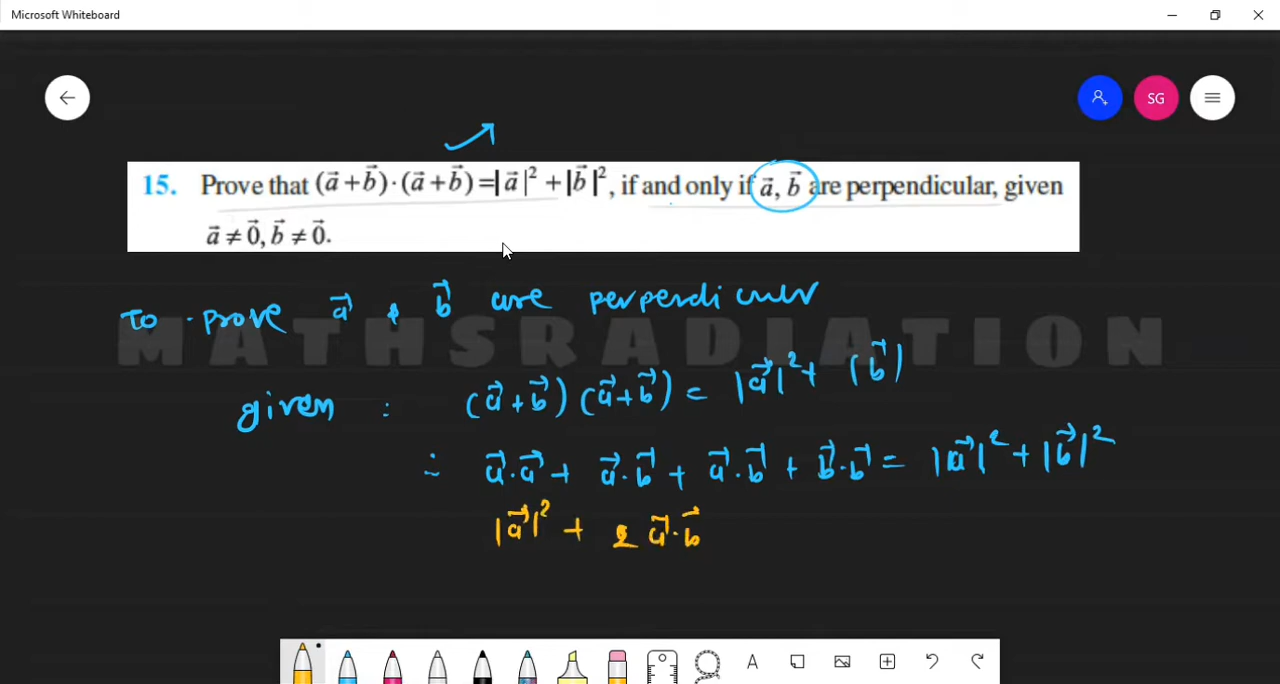 Microsoft Whiteboard
SG
15. Prove that (a⃗ + b⃗) · (a⃗ + b⃗) = |a⃗|² + |b⃗|², if and only if a⃗, b⃗ are perpendicular, given
a⃗ ≠ 0⃗, b⃗ ≠ 0⃗.
To prove a⃗ & b⃗ are perpendiculr
MATHSRADIATION
given : (a⃗+b⃗)(a⃗+b⃗) = |a⃗|² + |b⃗|
∴ a⃗·a⃗ + a⃗·b⃗ + a⃗·b⃗ + b⃗·b⃗ = |a⃗|² + |b⃗|²
|a⃗|² + 2 a⃗·b⃗
A